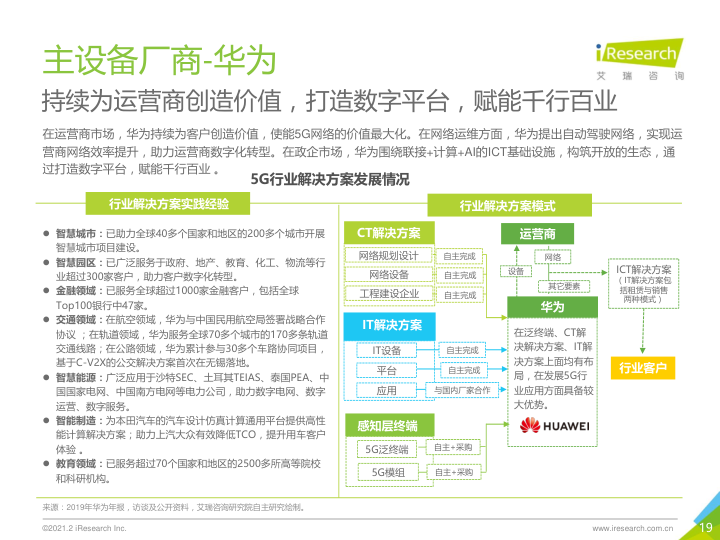 主设备厂商-华为
iResearch
艾 瑞 咨 询
持续为运营商创造价值，打造数字平台，赋能千行百业
在运营商市场，华为持续为客户创造价值，使能5G网络的价值最大化。在网络运维方面，华为提出自动驾驶网络，实现运
营商网络效率提升，助力运营商数字化转型。在政企市场，华为围绕联接+计算+AI的ICT基础设施，构筑开放的生态，通
过打造数字平台，赋能千行百业 。
5G行业解决方案发展情况
行业解决方案实践经验
● 智慧城市：已助力全球40多个国家和地区的200多个城市开展
智慧城市项目建设。
● 智慧园区：已广泛服务于政府、地产、教育、化工、物流等行
业超过300家客户，助力客户数字化转型。
● 金融领域：已服务全球超过1000家金融客户，包括全球
Top100银行中47家。
● 交通领域：在航空领域，华为与中国民用航空局签署战略合作
协议 ；在轨道领域，华为服务全球70多个城市的170多条轨道
交通线路；在公路领域，华为累计参与30多个车路协同项目，
基于C-V2X的公交解决方案首次在无锡落地。
● 智慧能源：广泛应用于沙特SEC、土耳其TEIAS、泰国PEA、中
国国家电网、中国南方电网等电力公司，助力数字电网、数字
运营、数字服务。
● 智能制造：为本田汽车的汽车设计仿真计算通用平台提供高性
能计算解决方案；助力上汽大众有效降低TCO，提升用车客户
体验 。
● 教育领域：已服务超过70个国家和地区的2500多所高等院校
和科研机构。
行业解决方案模式
CT解决方案
网络规划设计
自主完成
网络设备
自主完成
工程建设企业
自主完成
IT解决方案
IT设备
自主完成
平台
自主完成
应用
与国内厂家合作
感知层终端
5G泛终端
自主+采购
5G模组
自主+采购
运营商
网络
设备
其它要素
华为
在泛终端、CT解
决解决方案、IT解
决方案上面均有布
局，在发展5G行
业应用方面具备较
大优势。
HUAWEI
ICT解决方案
（IT解决方案包
括租赁与销售
两种模式）
行业客户
来源：2019年华为年报，访谈及公开资料，艾瑞咨询研究院自主研究绘制。
©2021.2 iResearch Inc.
www.iresearch.com.cn
19